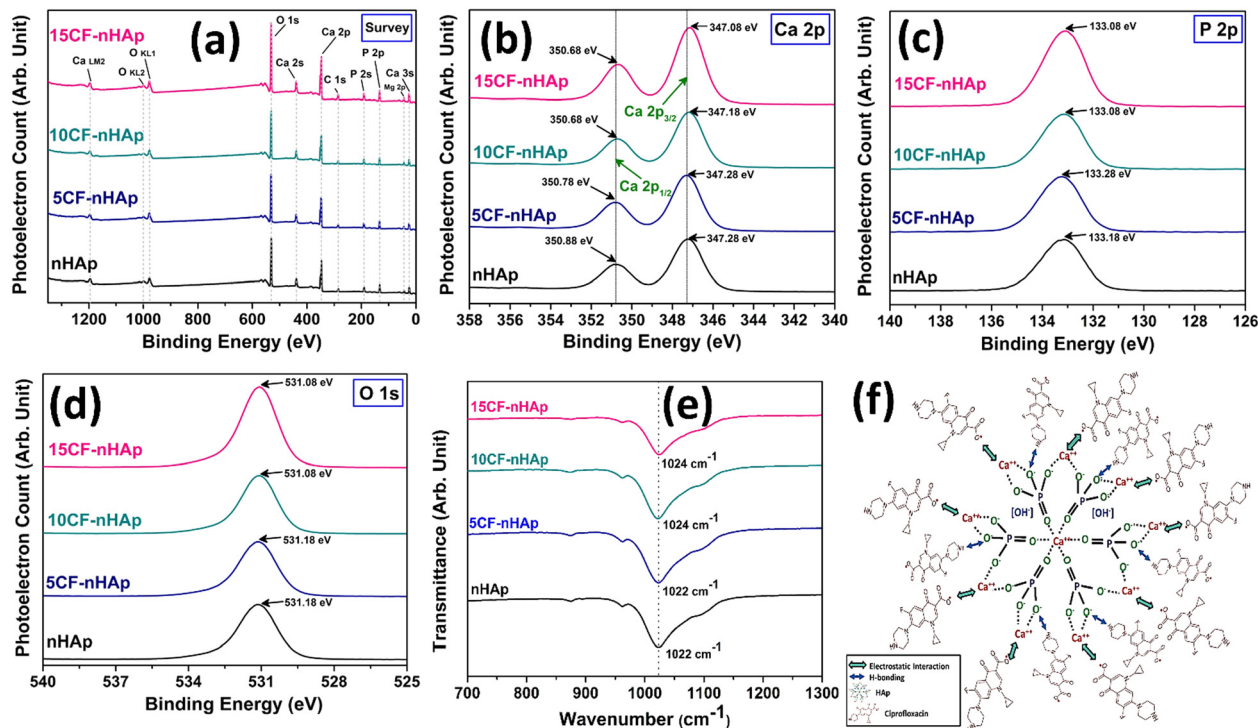 (a)
Survey
15CF-nHAp
10CF-nHAp
5CF-nHAp
nHAp
Ca LM2
O KL2
O KL1
O 1s
Ca 2s
Ca 2p
C 1s
P 2s
P 2p
Mg 2p
Ca 3s
Photoelectron Count (Arb. Unit)
1200 1000 800 600 400 200 0
Binding Energy (eV)
(b)
Ca 2p
350.68 eV
347.08 eV
15CF-nHAp
Ca 2p3/2
350.68 eV
347.18 eV
10CF-nHAp
Ca 2p1/2
350.78 eV
347.28 eV
5CF-nHAp
350.88 eV
347.28 eV
nHAp
Photoelectron Count (Arb. Unit)
358 356 354 352 350 348 346 344 342 340
Binding Energy (eV)
(c)
P 2p
133.08 eV
15CF-nHAp
133.08 eV
10CF-nHAp
133.28 eV
5CF-nHAp
133.18 eV
nHAp
Photoelectron Count (Arb. Unit)
140 138 136 134 132 130 128 126
Binding Energy (eV)
(d)
O 1s
531.08 eV
15CF-nHAp
531.08 eV
10CF-nHAp
531.18 eV
5CF-nHAp
531.18 eV
nHAp
Photoelectron Count (Arb. Unit)
540 537 534 531 528 525
Binding Energy (eV)
(e)
15CF-nHAp
1024 cm-1
10CF-nHAp
1024 cm-1
5CF-nHAp
1022 cm-1
nHAp
1022 cm-1
Transmittance (Arb. Unit)
700 800 900 1000 1100 1200 1300
Wavenumber (cm-1)
(f)
[OH-]
[OH-]
Electrostatic Interaction
H-bonding
HAp
Ciprofloxacin